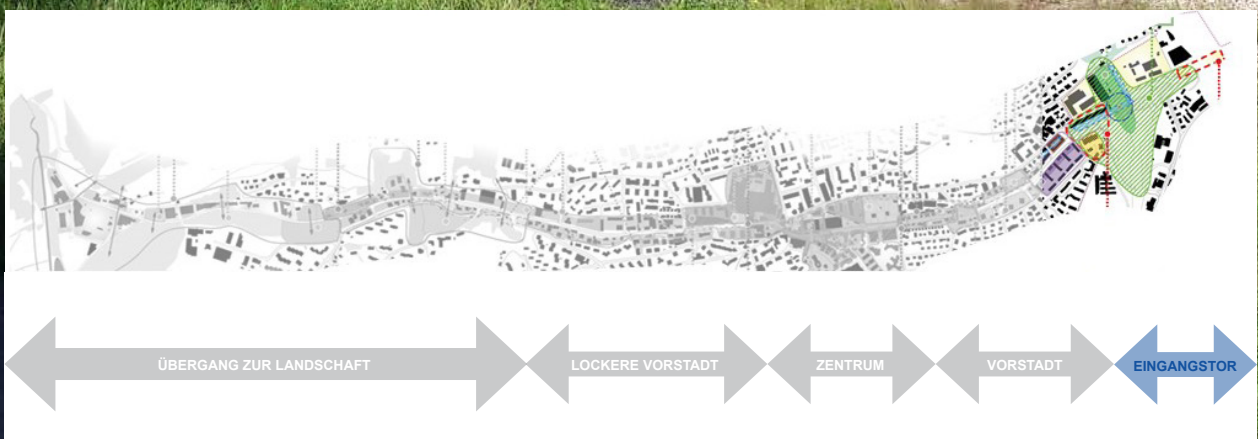 ÜBERGANG ZUR LANDSCHAFT
LOCKERE VORSTADT
ZENTRUM
VORSTADT
EINGANGSTOR